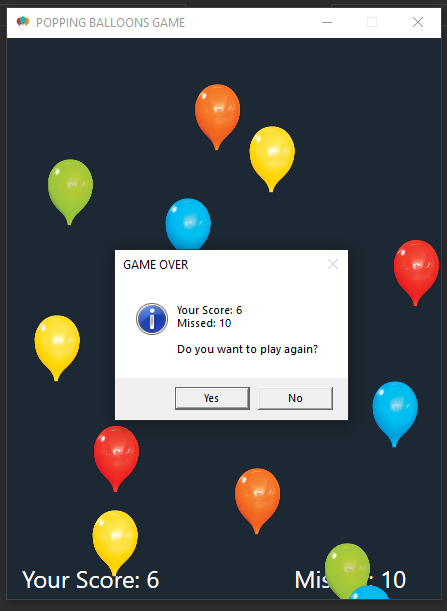 POPPING BALLOONS GAME
GAME OVER
Your Score: 6
Missed: 10
Do you want to play again?
Yes
No
Your Score: 6
Mis : 10